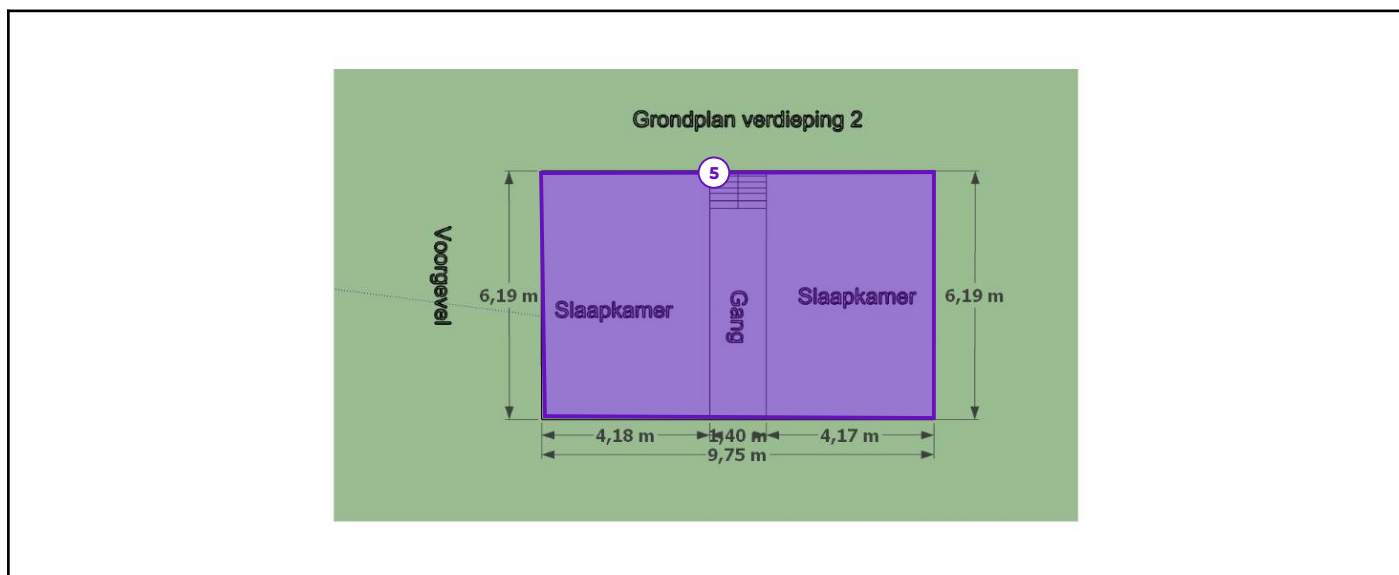 Grondplan verdieping 2
5
Voorgevel
6,19 m
Slaapkamer
Gang
Slaapkamer
6,19 m
4,18 m
1,40 m
4,17 m
9,75 m